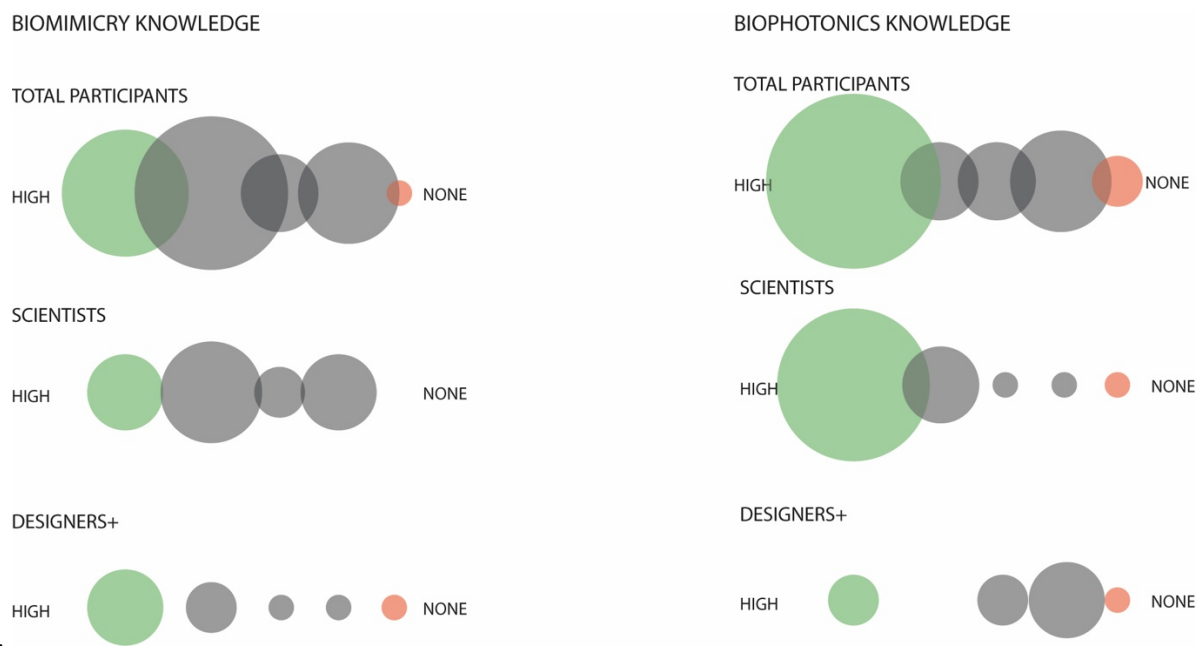 BIOMIMICRY KNOWLEDGE
TOTAL PARTICIPANTS
HIGH
NONE
SCIENTISTS
HIGH
NONE
DESIGNERS+
HIGH
NONE
BIOPHOTONICS KNOWLEDGE
TOTAL PARTICIPANTS
HIGH
NONE
SCIENTISTS
HIGH
NONE
DESIGNERS+
HIGH
NONE